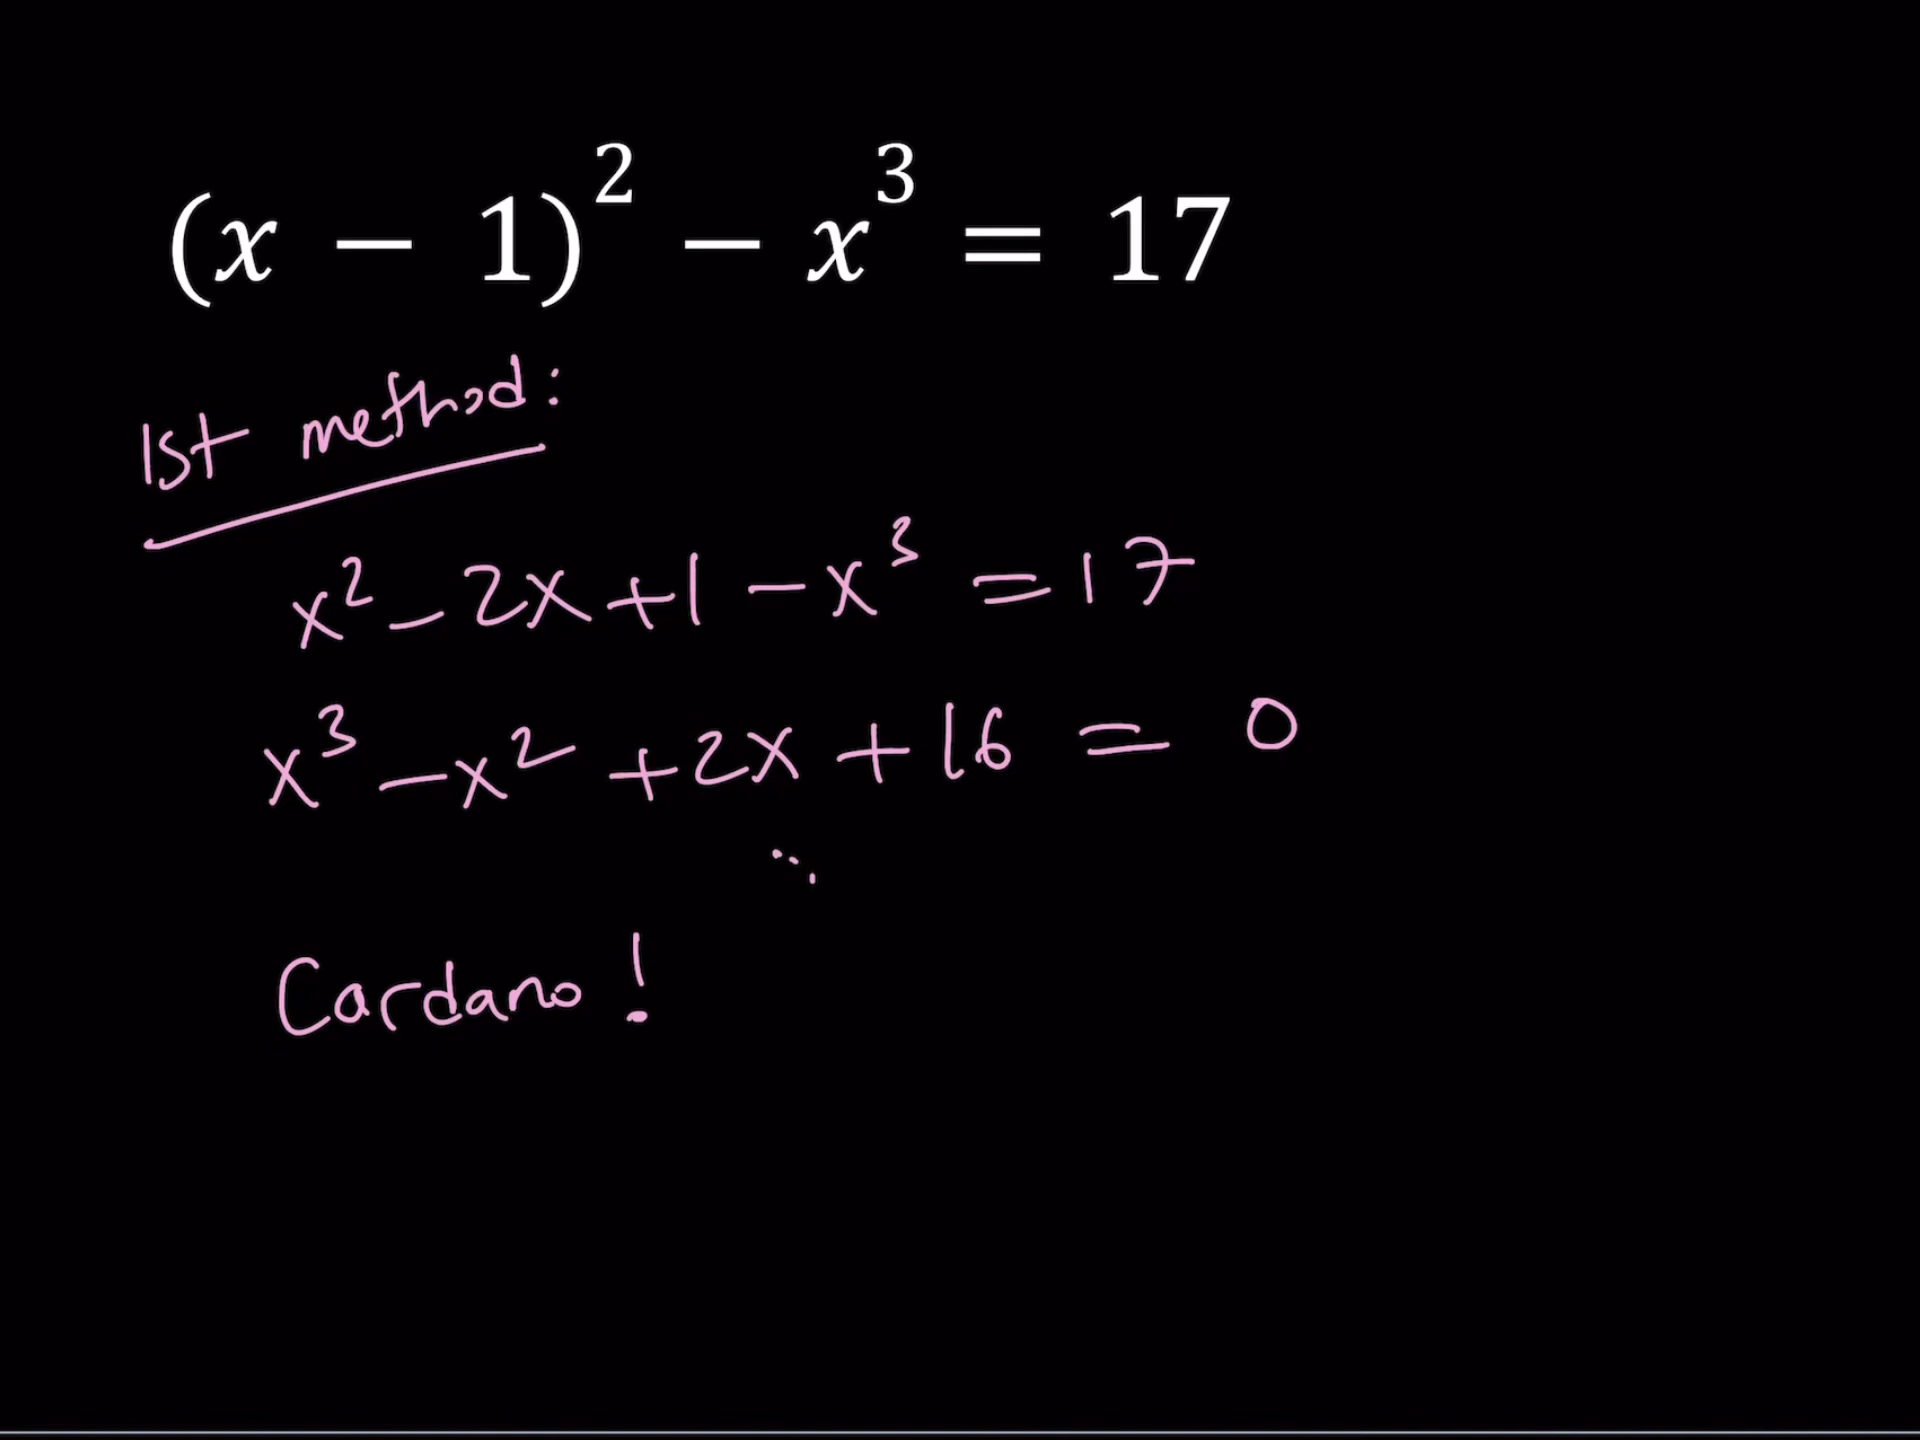 (x − 1)² − x³ = 17
1st method:
x² − 2x + 1 − x³ = 17
x³ − x² + 2x + 16 = 0
Cardano!